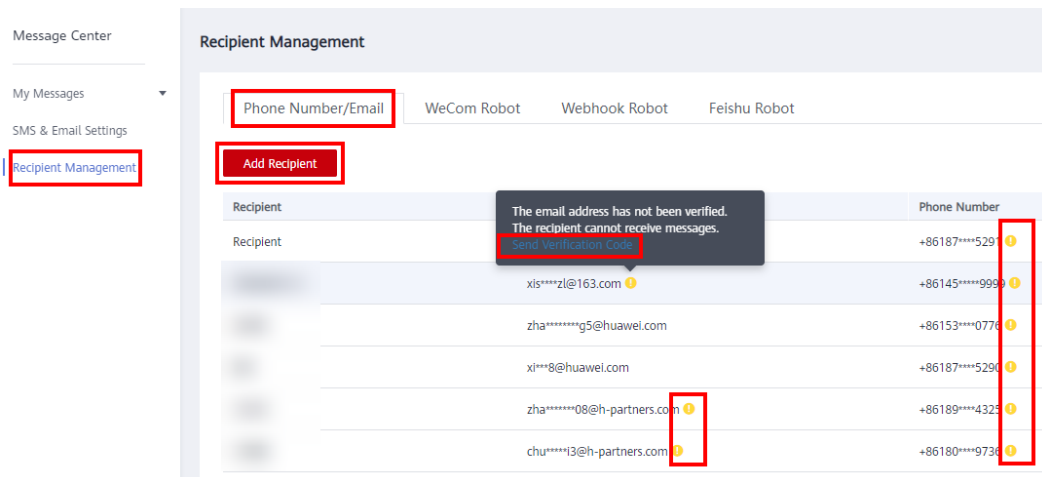 Message Center
My Messages
SMS & Email Settings
Recipient Management
Recipient Management
Phone Number/Email WeCom Robot Webhook Robot Feishu Robot
Add Recipient
Recipient Phone Number
The email address has not been verified.
The recipient cannot receive messages.
Send Verification Code
Recipient +86187****5291
xis****zl@163.com +86145*****9999
zha********g5@huawei.com +86153****0776
xi***8@huawei.com +86187****5290
zha*******08@h-partners.com +86189****4325
chu*****i3@h-partners.com +86180****9736